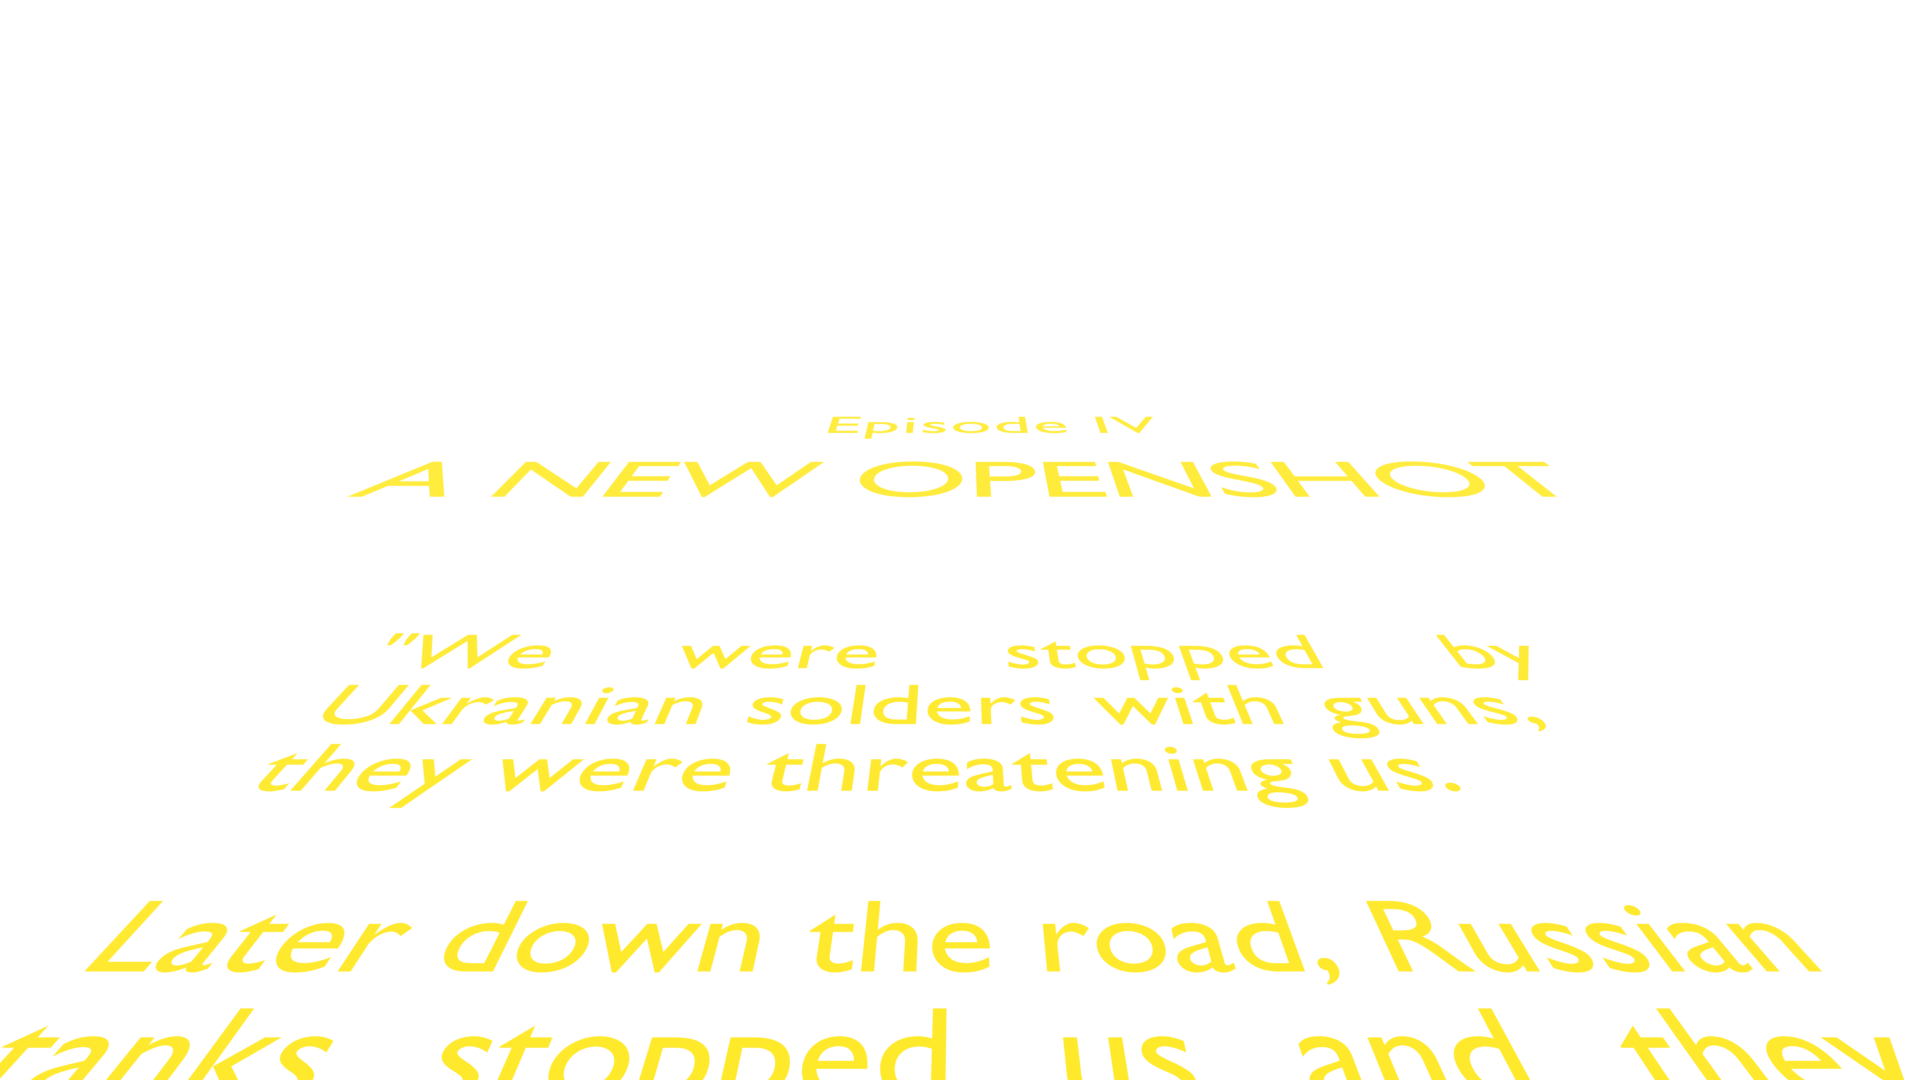 Episode IV
A NEW OPENSHOT
"We were stopped by
Ukranian solders with guns,
they were threatening us.
Later down the road, Russian
tanks stopped us and they